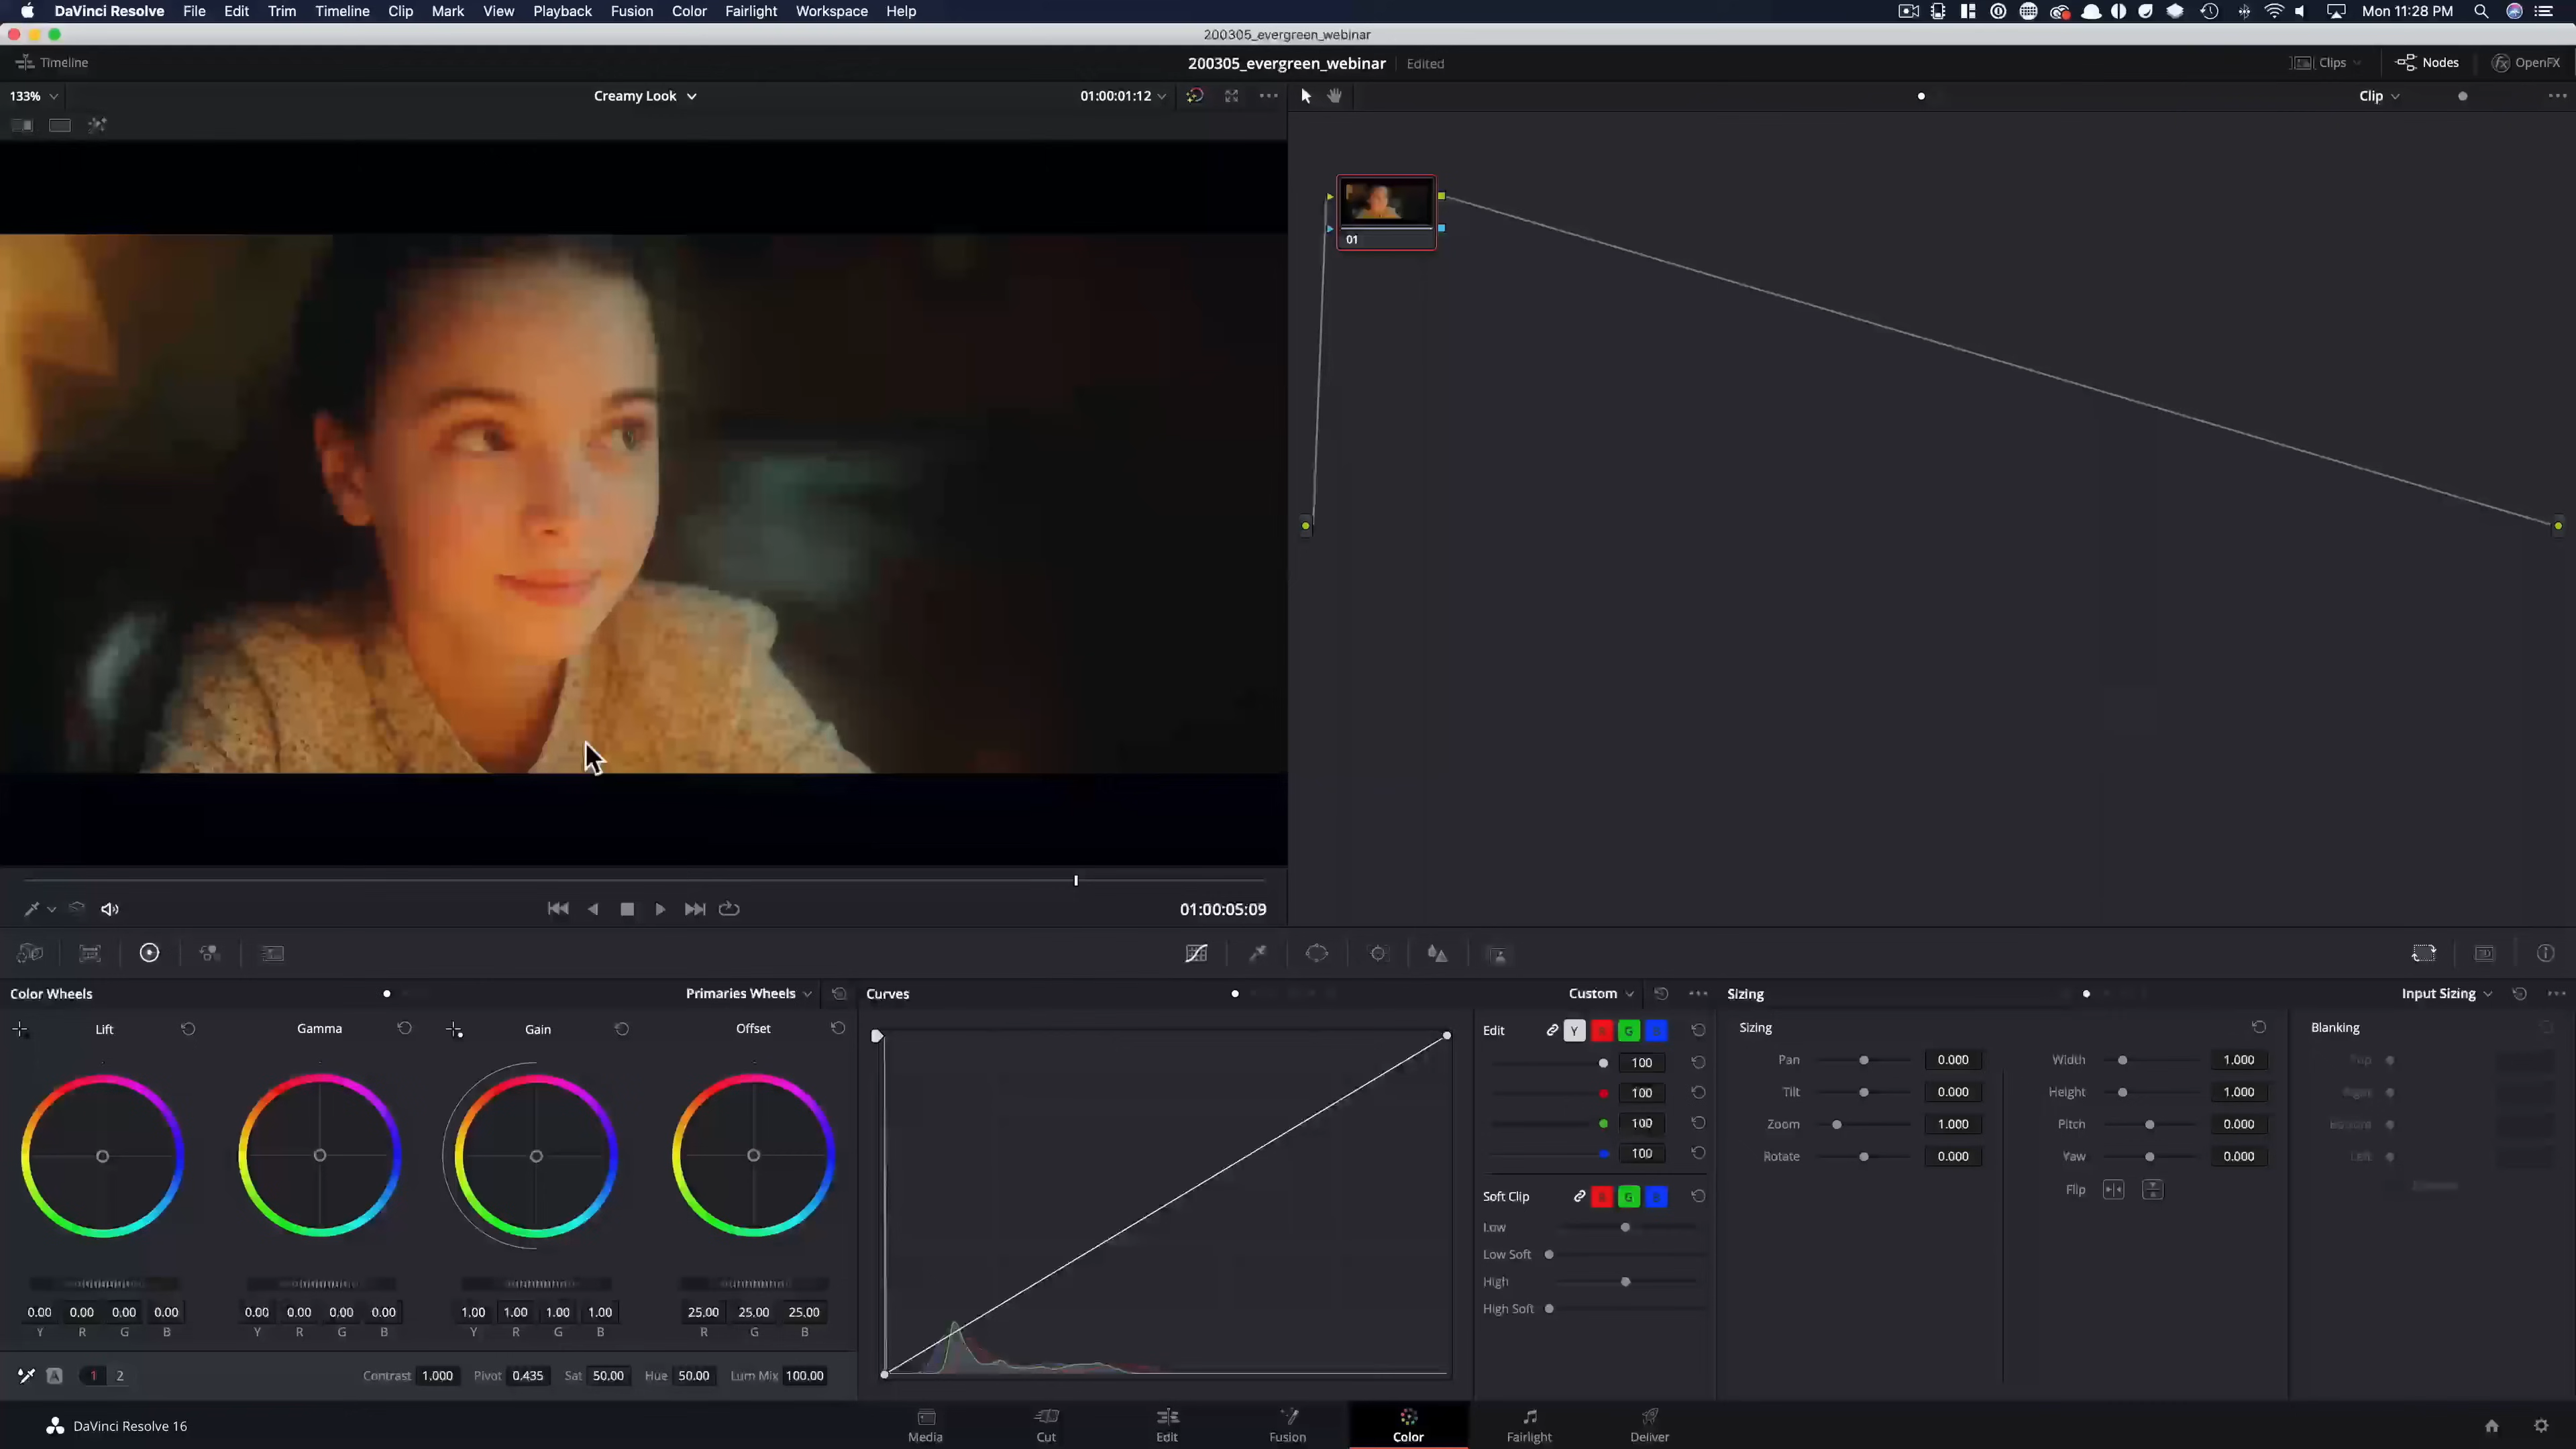 DaVinci Resolve File Edit Trim Timeline Clip Mark View Playback Fusion Color Fairlight Workspace Help Mon 11:28 PM
200305_evergreen_webinar
Timeline 200305_evergreen_webinar Edited Clips Nodes OpenFX
133% Creamy Look 01:00:01:12 Clip
01
01:00:05:09
Color Wheels Primaries Wheels Curves Custom Sizing Input Sizing
Lift Gamma Gain Offset Edit Y G Sizing Blanking
Pan 0.000 Width 1.000
100
Tilt 0.000 Height 1.000
100
Zoom 1.000 Pitch 0.000
100
Rotate 0.000 Yaw 0.000
100
Flip
Soft Clip G
Low
Low Soft
High
High Soft
0.00 0.00 0.00 0.00 0.00 0.00 0.00 0.00 1.00 1.00 1.00 1.00 25.00 25.00 25.00
Y R G B Y R G B Y R G B R G B
A 1 2 Contrast 1.000 Pivot 0.435 Sat 50.00 Hue 50.00 Lum Mix 100.00
DaVinci Resolve 16 Media Cut Edit Fusion Color Fairlight Deliver